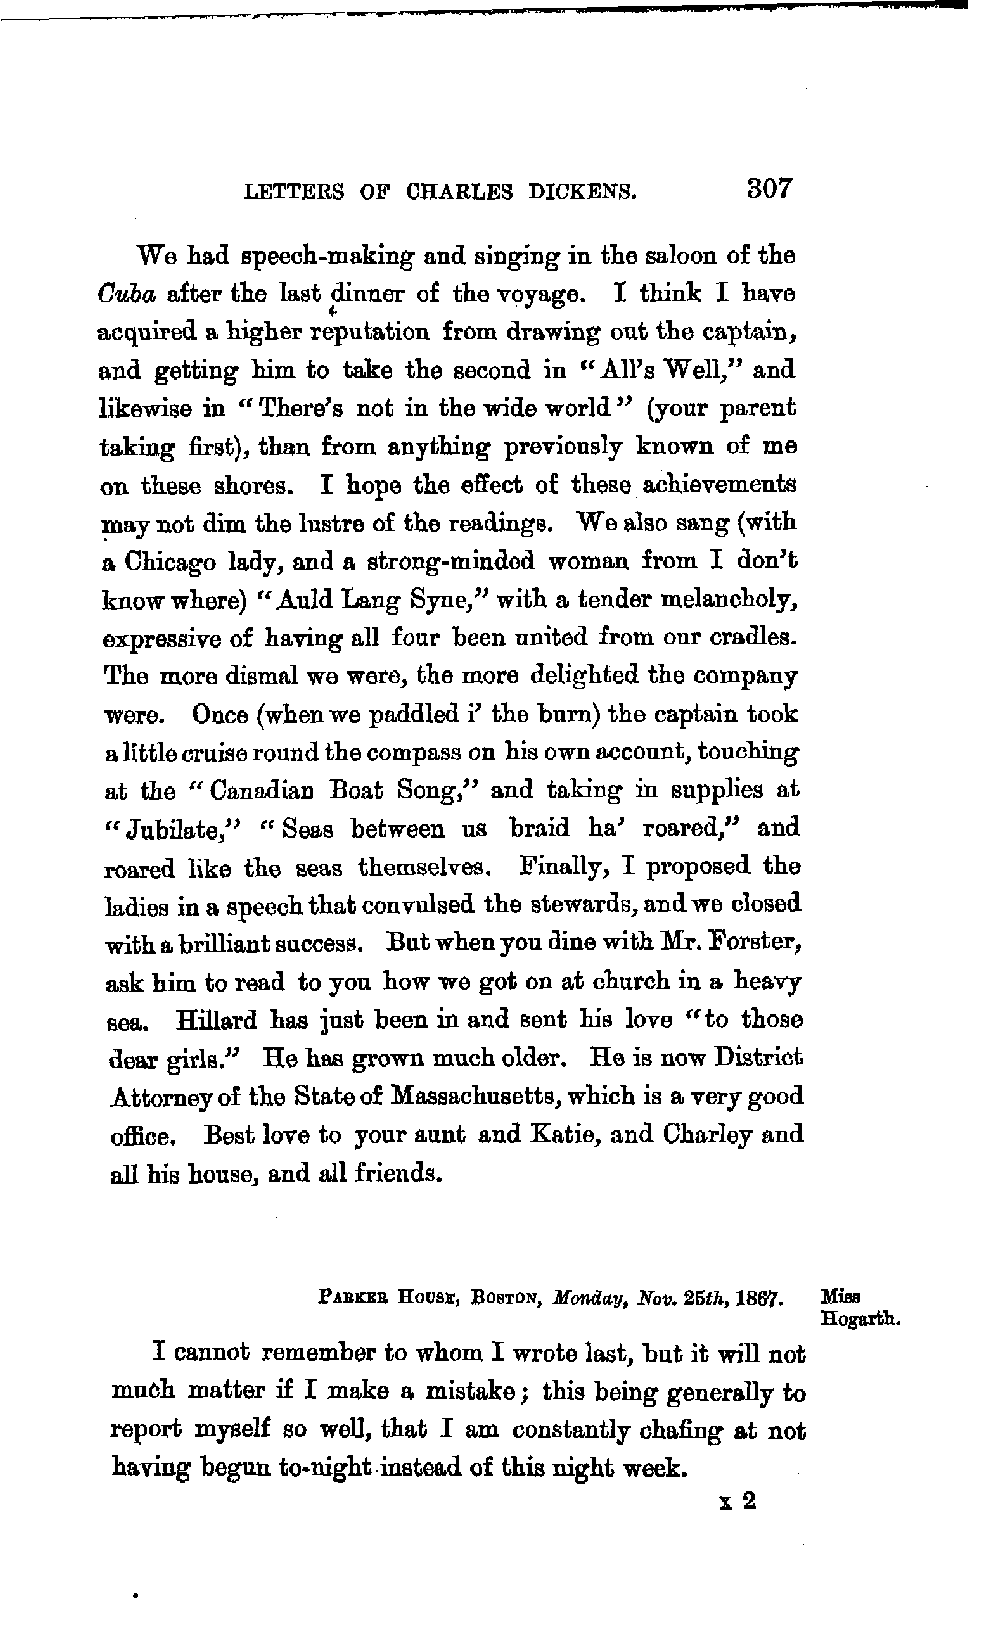 LETTERS OF CHARLES DICKENS. 307
We had speech-making and singing in the saloon of the
Cuba after the last dinner of the voyage. I think I have
acquired a higher reputation from drawing out the captain,
and getting him to take the second in "All's Well," and
likewise in "There's not in the wide world" (your parent
taking first), than from anything previously known of me
on these shores. I hope the effect of these achievements
may not dim the lustre of the readings. We also sang (with
a Chicago lady, and a strong-minded woman from I don't
know where) "Auld Lang Syne," with a tender melancholy,
expressive of having all four been united from our cradles.
The more dismal we were, the more delighted the company
were. Once (when we paddled i' the burn) the captain took
a little cruise round the compass on his own account, touching
at the "Canadian Boat Song," and taking in supplies at
"Jubilate," "Seas between us braid ha' roared," and
roared like the seas themselves. Finally, I proposed the
ladies in a speech that convulsed the stewards, and we closed
with a brilliant success. But when you dine with Mr. Forster,
ask him to read to you how we got on at church in a heavy
sea. Hillard has just been in and sent his love "to those
dear girls." He has grown much older. He is now District
Attorney of the State of Massachusetts, which is a very good
office. Best love to your aunt and Katie, and Charley and
all his house, and all friends.
PARKER HOUSE, BOSTON, Monday, Nov. 25th, 1867. Miss
Hogarth.
I cannot remember to whom I wrote last, but it will not
much matter if I make a mistake; this being generally to
report myself so well, that I am constantly chafing at not
having begun to-night instead of this night week.
X 2